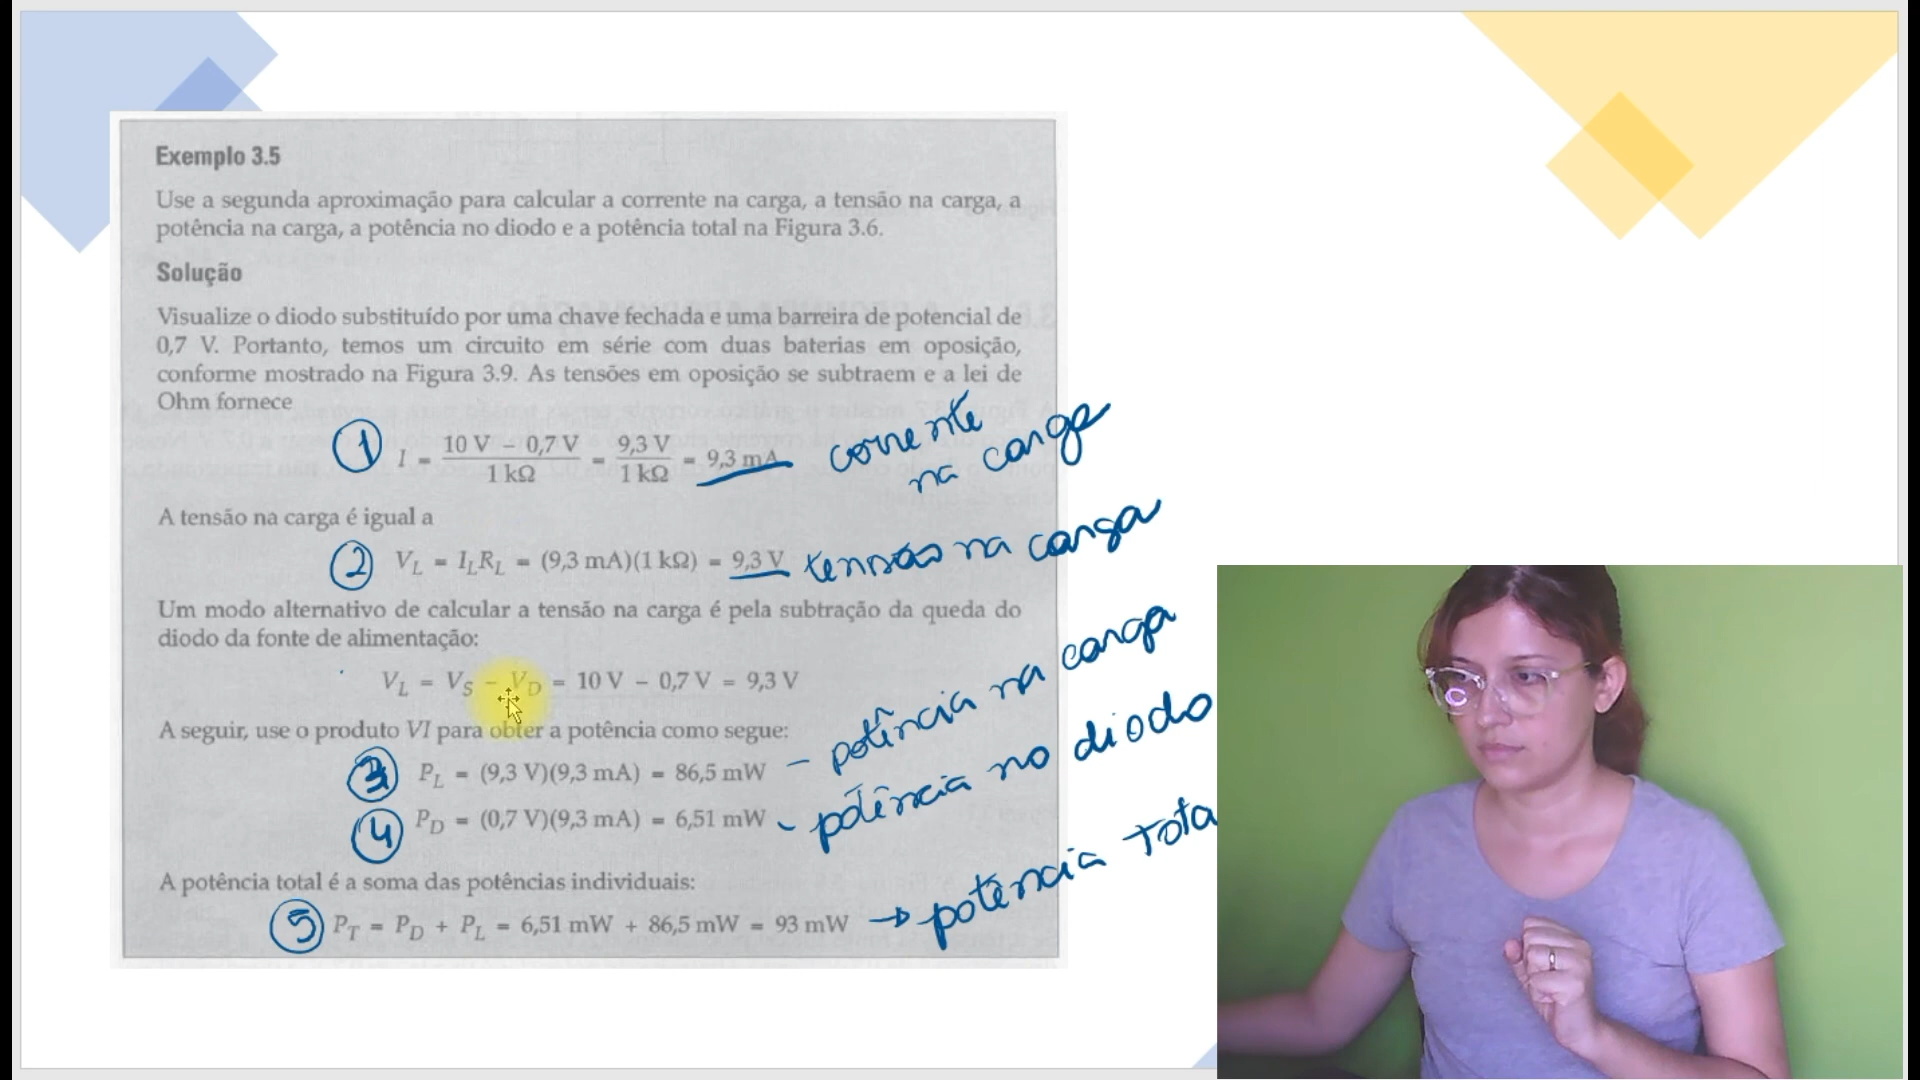 Exemplo 3.5
Use a segunda aproximação para calcular a corrente na carga, a tensão na carga, a
potência na carga, a potência no diodo e a potência total na Figura 3.6.
Solução
Visualize o diodo substituído por uma chave fechada e uma barreira de potencial de
0,7 V. Portanto, temos um circuito em série com duas baterias em oposição,
conforme mostrado na Figura 3.9. As tensões em oposição se subtraem e a lei de
Ohm fornece
1 I = (10 V − 0,7 V)/(1 kΩ) = (9,3 V)/(1 kΩ) = 9,3 mA corrente na carga
A tensão na carga é igual a
2 V_L = I_L R_L = (9,3 mA)(1 kΩ) = 9,3 V tensão na carga
Um modo alternativo de calcular a tensão na carga é pela subtração da queda do
diodo da fonte de alimentação:
V_L = V_S − V_D = 10 V − 0,7 V = 9,3 V
A seguir, use o produto VI para obter a potência como segue:
3 P_L = (9,3 V)(9,3 mA) = 86,5 mW – potência na carga
4 P_D = (0,7 V)(9,3 mA) = 6,51 mW - potência no diodo
A potência total é a soma das potências individuais:
5 P_T = P_D + P_L = 6,51 mW + 86,5 mW = 93 mW → potência tota